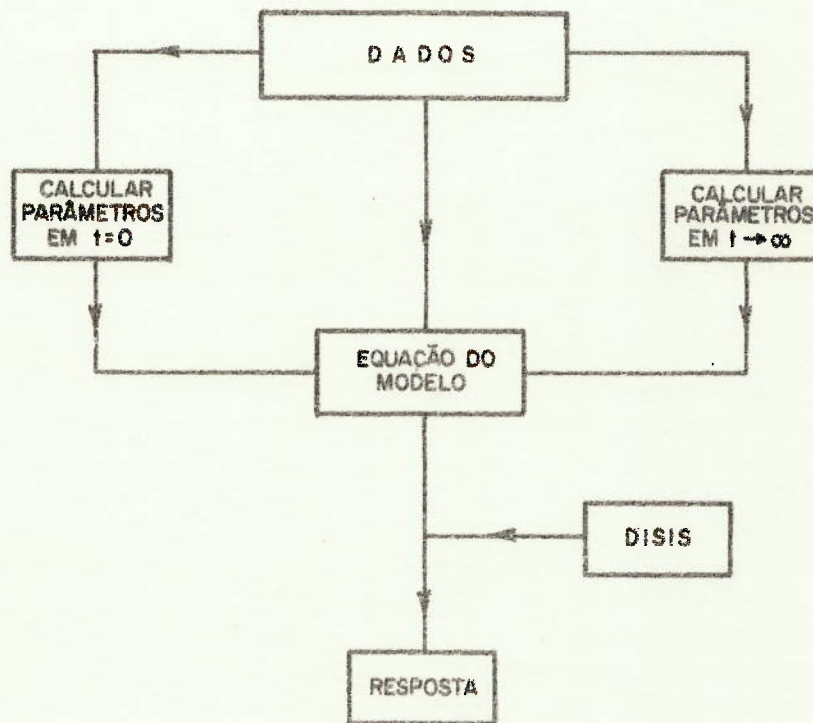 DADOS
CALCULAR
PARÂMETROS
EM t=0
CALCULAR
PARÂMETROS
EM t→∞
EQUAÇÃO DO
MODELO
DISIS
RESPOSTA